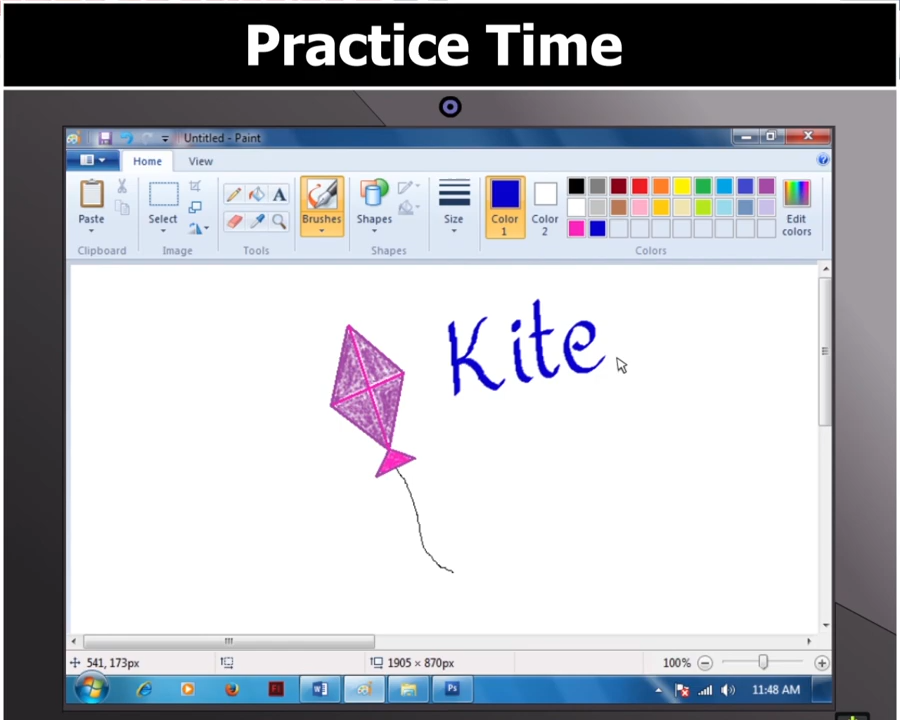 Practice Time
Untitled - Paint
Home View
Paste Select Brushes Shapes Size Color 1 Color 2 Edit colors
Clipboard Image Tools Shapes Colors
Kite
541, 173px 1905 × 870px 100%
11:48 AM